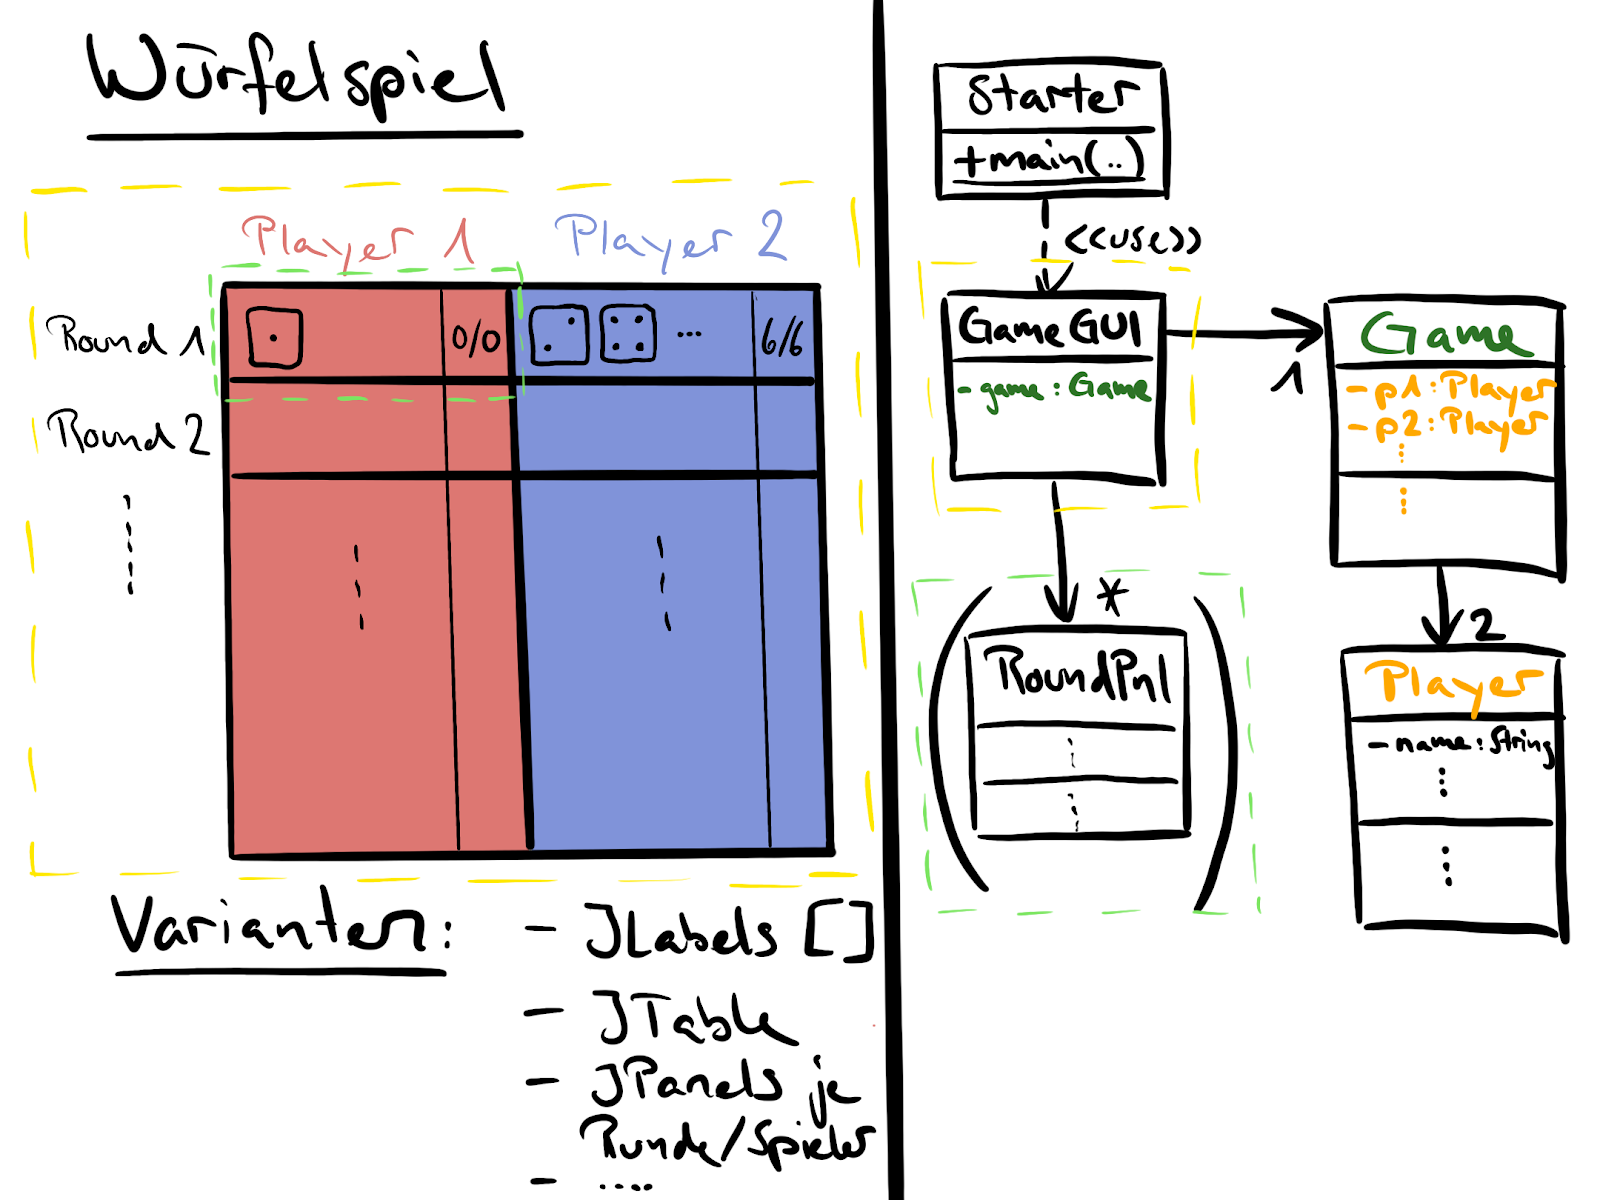 Würfelspiel
Player 1 Player 2
Round 1 0/0 ... 6/6
Round 2
Varianten: - JLabels []
- JTable
- JPanels je
Runde/Spieler
- ....
Starter
+main(..)
<<use>>
GameGUI
- game: Game
1
Game
- p1: Player
- p2: Player
*
RoundPnl
2
Player
- name: String